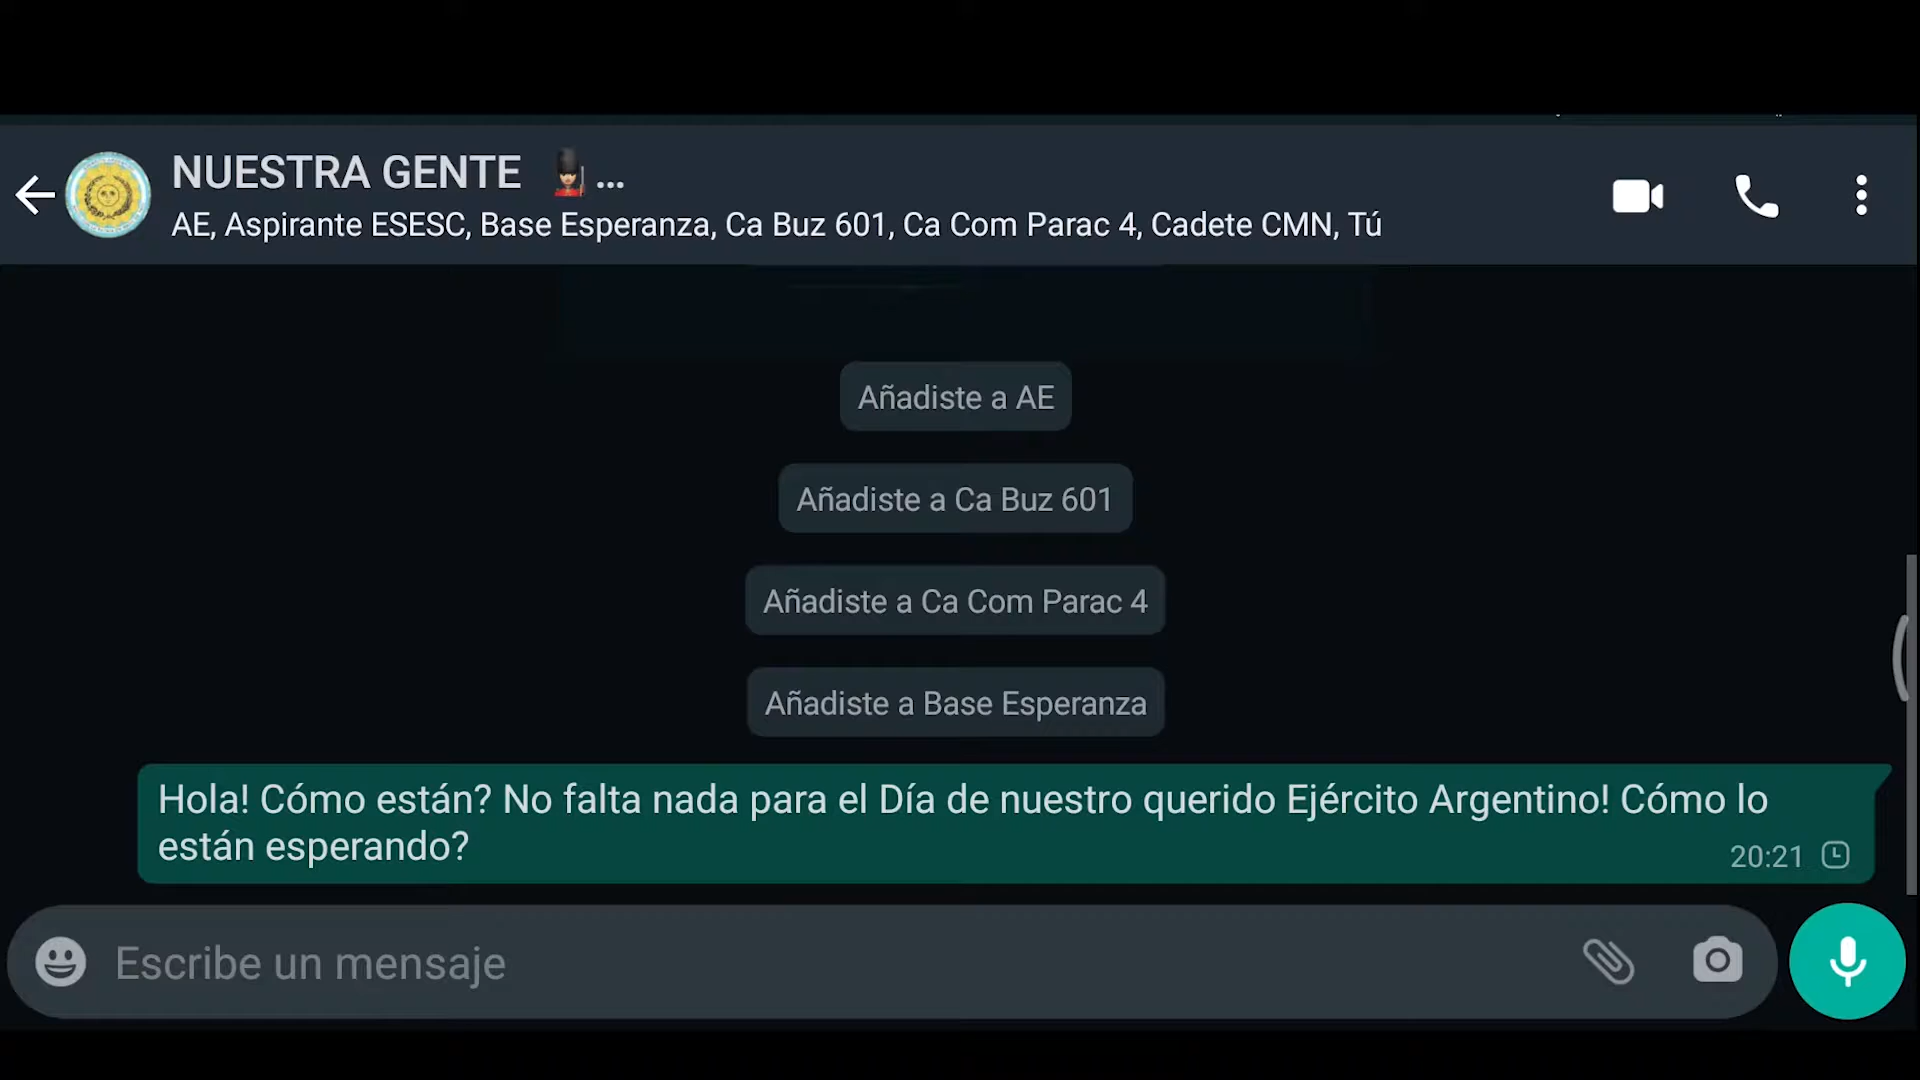 NUESTRA GENTE 💂...
AE, Aspirante ESESC, Base Esperanza, Ca Buz 601, Ca Com Parac 4, Cadete CMN, Tú
Añadiste a AE
Añadiste a Ca Buz 601
Añadiste a Ca Com Parac 4
Añadiste a Base Esperanza
Hola! Cómo están? No falta nada para el Día de nuestro querido Ejército Argentino! Cómo lo
están esperando?
20:21
Escribe un mensaje